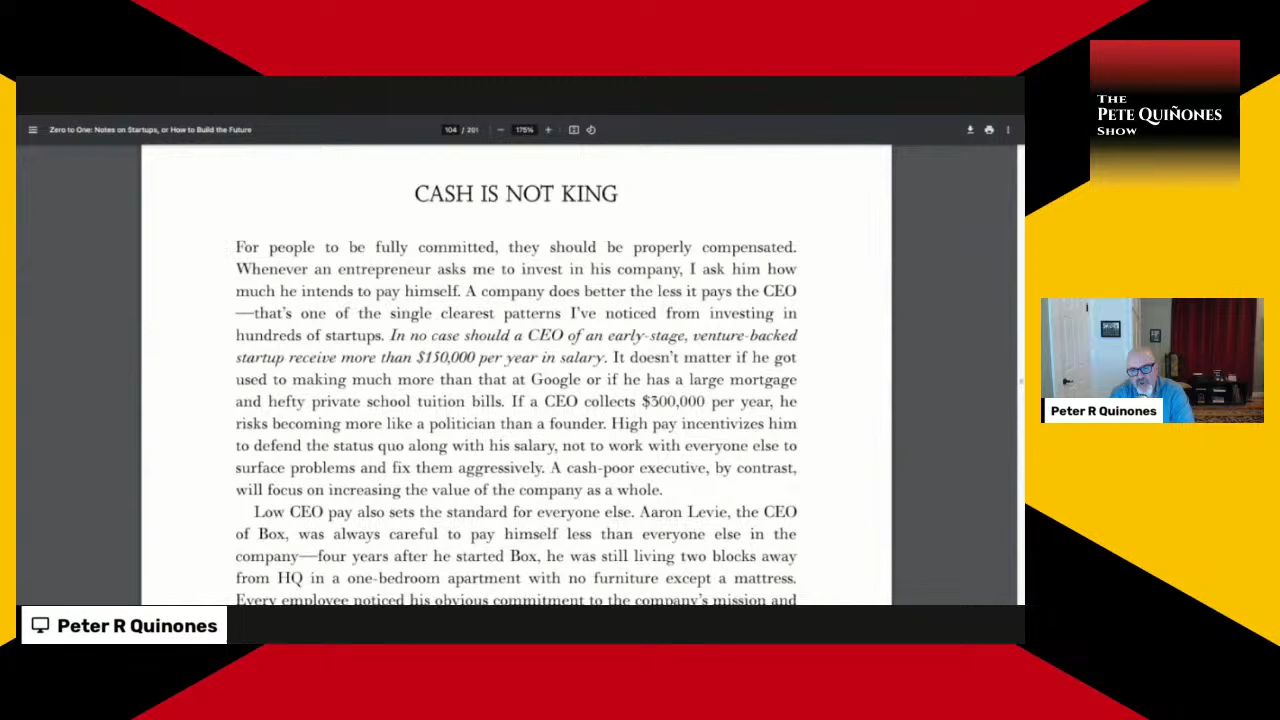 THE
PETE QUIÑONES
SHOW
Zero to One: Notes on Startups, or How to Build the Future
104 / 201
175%
CASH IS NOT KING
For people to be fully committed, they should be properly compensated.
Whenever an entrepreneur asks me to invest in his company, I ask him how
much he intends to pay himself. A company does better the less it pays the CEO
—that's one of the single clearest patterns I've noticed from investing in
hundreds of startups. In no case should a CEO of an early-stage, venture-backed
startup receive more than $150,000 per year in salary. It doesn't matter if he got
used to making much more than that at Google or if he has a large mortgage
and hefty private school tuition bills. If a CEO collects $300,000 per year, he
risks becoming more like a politician than a founder. High pay incentivizes him
to defend the status quo along with his salary, not to work with everyone else to
surface problems and fix them aggressively. A cash-poor executive, by contrast,
will focus on increasing the value of the company as a whole.
Low CEO pay also sets the standard for everyone else. Aaron Levie, the CEO
of Box, was always careful to pay himself less than everyone else in the
company—four years after he started Box, he was still living two blocks away
from HQ in a one-bedroom apartment with no furniture except a mattress.
Every employee noticed his obvious commitment to the company's mission and
Peter R Quinones
Peter R Quinones